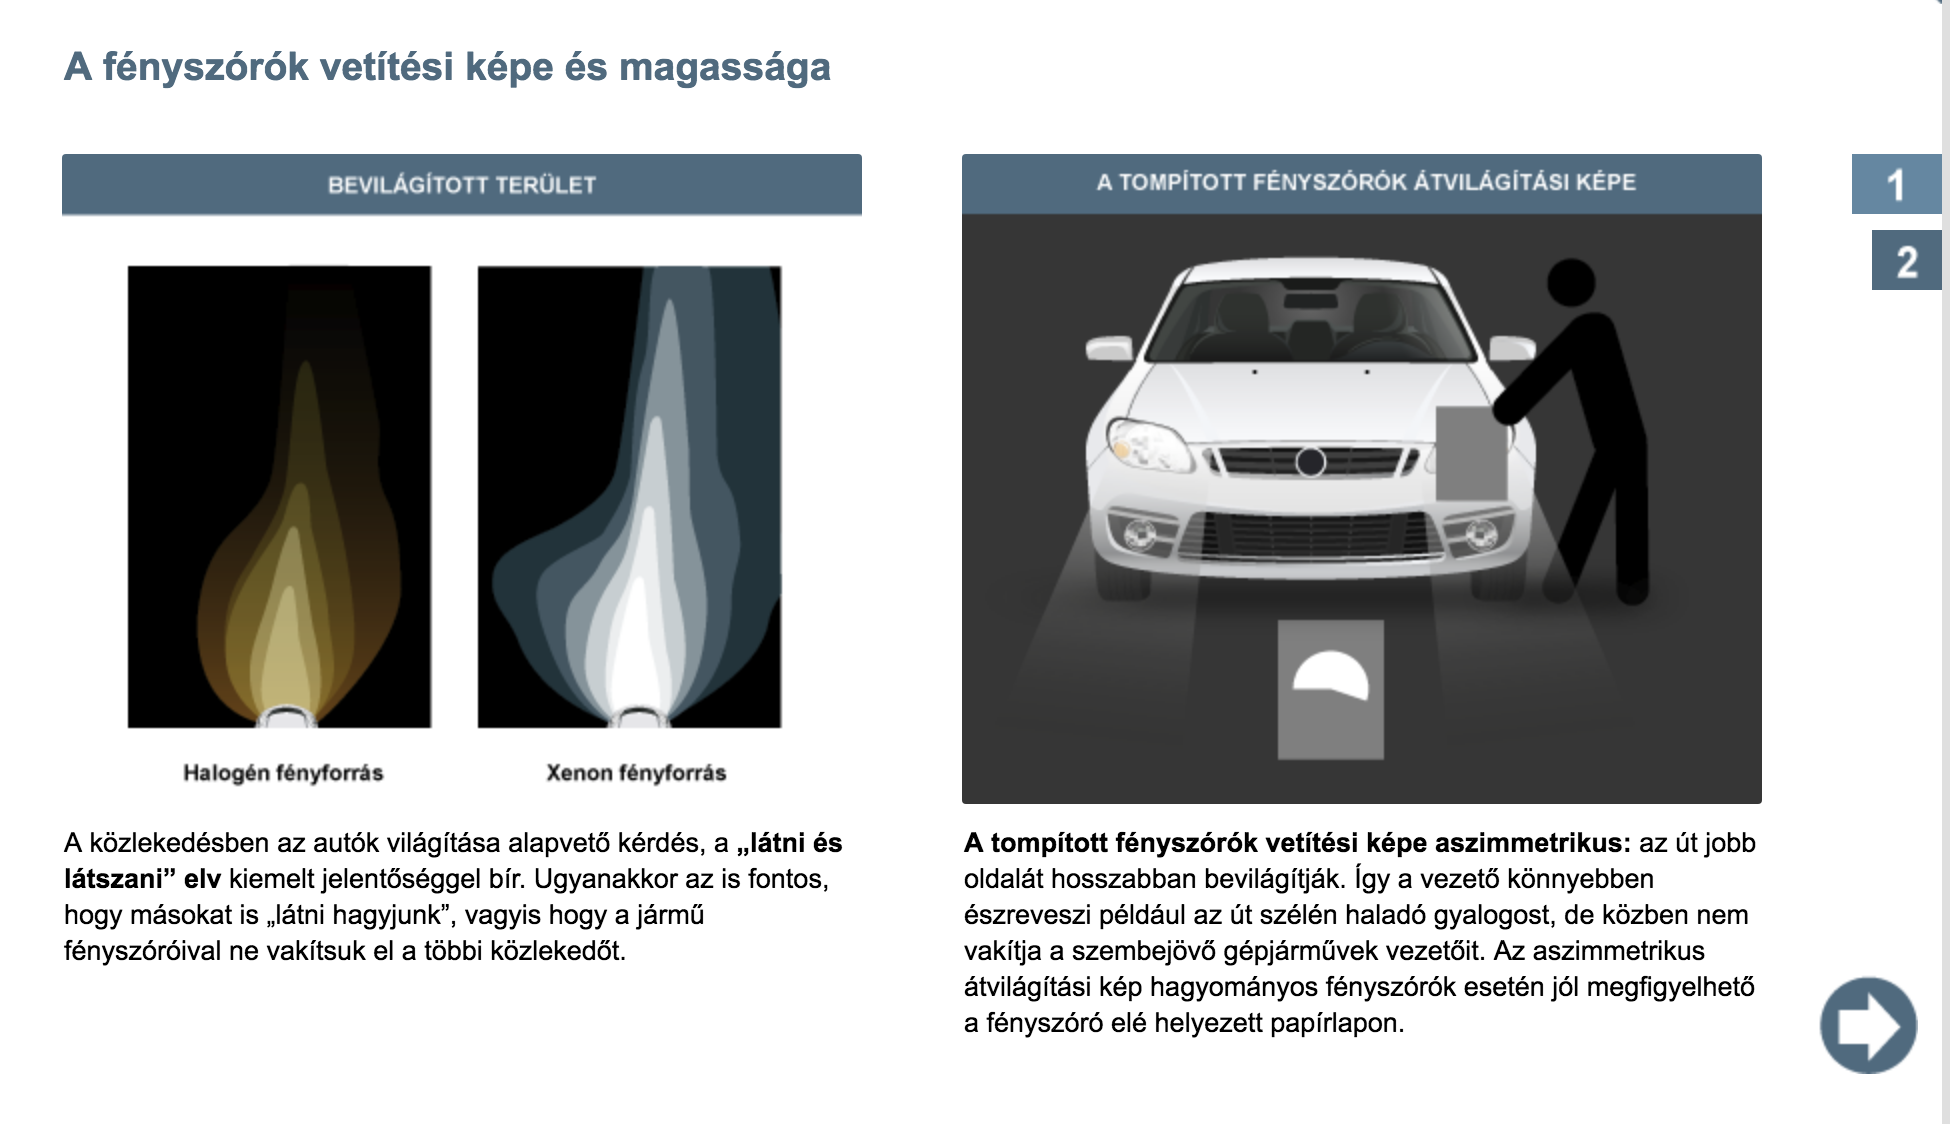 A fényszórók vetítési képe és magassága
BEVILÁGÍTOTT TERÜLET
Halogén fényforrás
Xenon fényforrás
A közlekedésben az autók világítása alapvető kérdés, a „látni és
látszani” elv kiemelt jelentőséggel bír. Ugyanakkor az is fontos,
hogy másokat is „látni hagyjunk”, vagyis hogy a jármű
fényszóróival ne vakítsuk el a többi közlekedőt.
A TOMPÍTOTT FÉNYSZÓRÓK ÁTVILÁGÍTÁSI KÉPE
A tompított fényszórók vetítési képe aszimmetrikus: az út jobb
oldalát hosszabban bevilágítják. Így a vezető könnyebben
észreveszi például az út szélén haladó gyalogost, de közben nem
vakítja a szembejövő gépjárművek vezetőit. Az aszimmetrikus
átvilágítási kép hagyományos fényszórók esetén jól megfigyelhető
a fényszóró elé helyezett papírlapon.
1
2